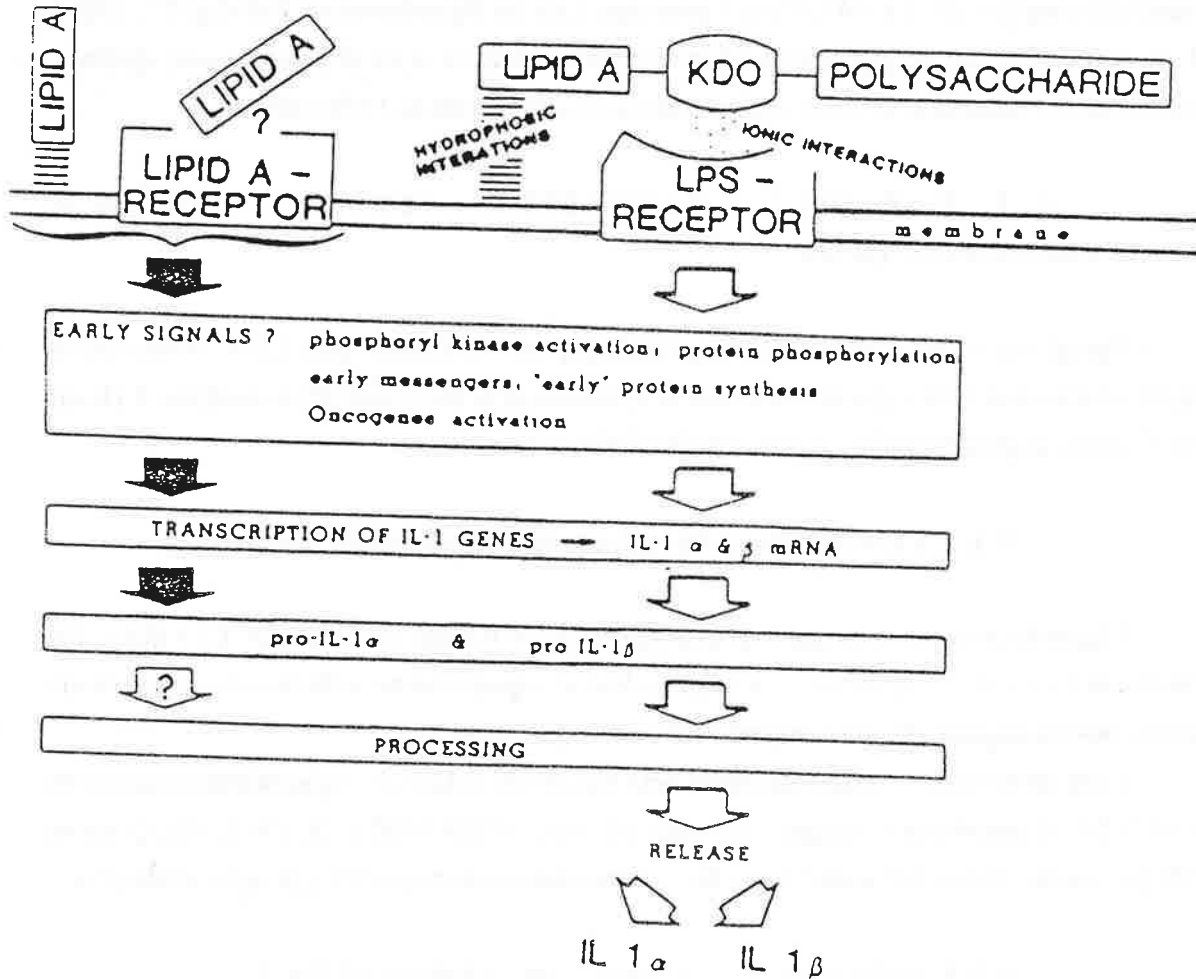 LIPID A
LIPID A
?
LIPID A -
RECEPTOR
LIPID A
KDO
POLYSACCHARIDE
HYDROPHOBIC
INTERATIONS
IONIC INTERACTIONS
LPS -
RECEPTOR
membrane
EARLY SIGNALS ? phosphoryl kinase activation; protein phosphorylation
early messengers, "early" protein synthesis
Oncogenes activation
TRANSCRIPTION OF IL-1 GENES → IL-1 α & β mRNA
pro-IL-1α & pro IL-1β
?
PROCESSING
RELEASE
IL 1α IL 1β